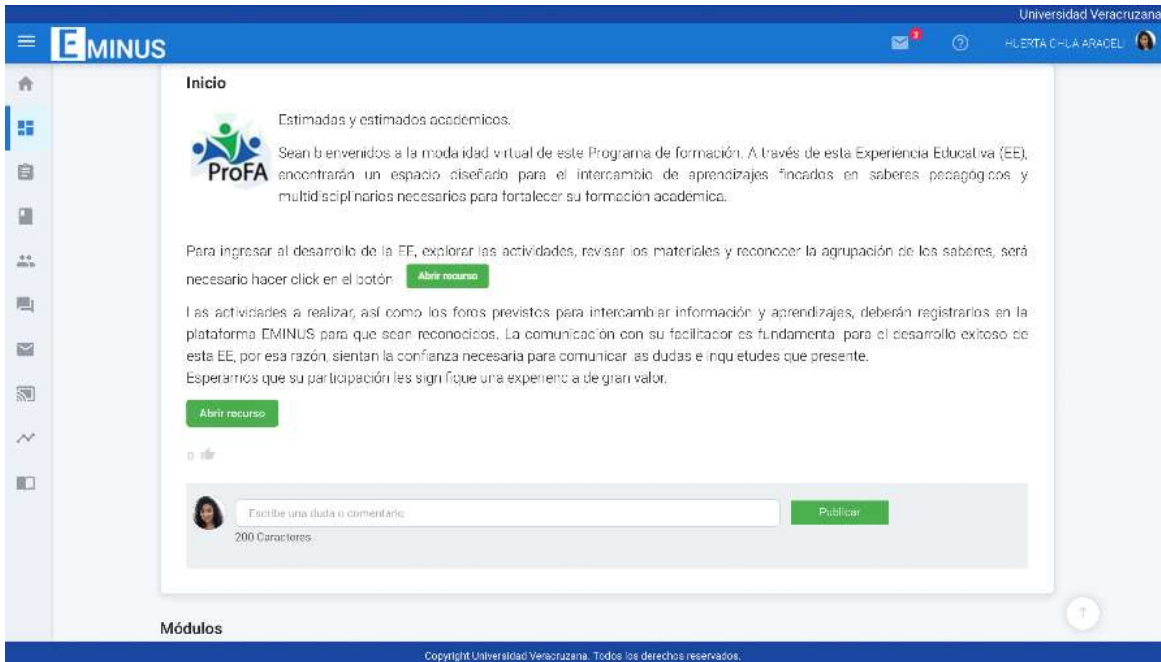 Universidad Veracruzana
EMINUS
3
HUERTA CHUA ARACELI
Inicio
Estimadas y estimados académicos.
ProFA
Sean bienvenidos a la modalidad virtual de este Programa de formación. A través de esta Experiencia Educativa (EE),
encontrarán un espacio diseñado para el intercambio de aprendizajes fincados en saberes pedagógicos y
multidisciplinarios necesarios para fortalecer su formación académica.
Para ingresar al desarrollo de la EE, explorar las actividades, revisar los materiales y reconocer la agrupación de los saberes, será
necesario hacer click en el botón Abrir recurso
Las actividades a realizar, así como los foros previstos para intercambiar información y aprendizajes, deberán registrarlos en la
plataforma EMINUS para que sean reconocidos. La comunicación con su facilitador es fundamental para el desarrollo exitoso de
esta EE, por esa razón, sientan la confianza necesaria para comunicar las dudas e inquietudes que presente.
Esperamos que su participación les signifique una experiencia de gran valor.
Abrir recurso
0
Escribe una duda o comentario
Publicar
200 Caracteres
Módulos
Copyright Universidad Veracruzana. Todos los derechos reservados.